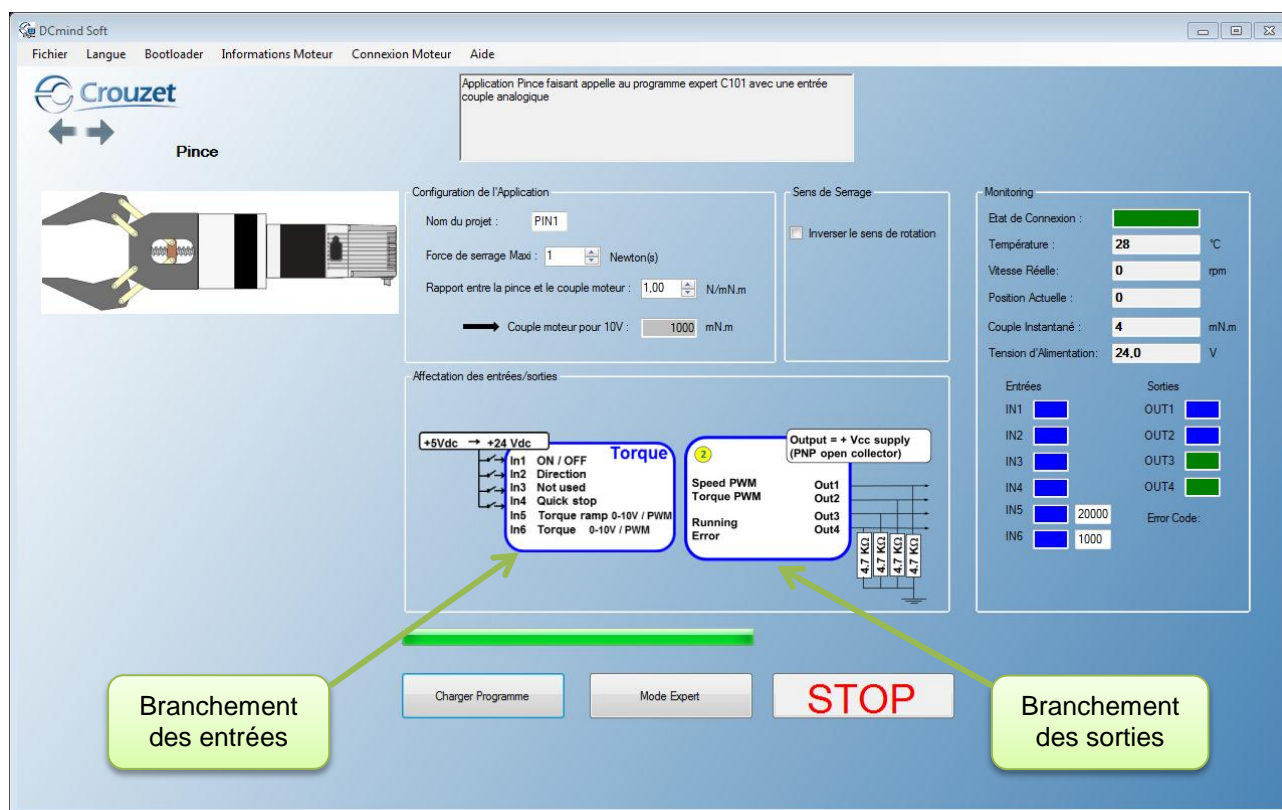 DCmind Soft
Fichier Langue Bootloader Informations Moteur Connexion Moteur Aide
Crouzet
Pince
Application Pince faisant appelle au programme expert C101 avec une entrée
couple analogique
Configuration de l'Application
Nom du projet : PIN1
Force de serrage Maxi : 1 Newton(s)
Rapport entre la pince et le couple moteur : 1,00 N/mN.m
Couple moteur pour 10V : 1000 mN.m
Sens de Serrage
Inverser le sens de rotation
Monitoring
Etat de Connexion :
Température : 28 °C
Vitesse Réelle: 0 rpm
Position Actuelle : 0
Couple Instantané : 4 mN.m
Tension d'Alimentation: 24,0 V
Entrées Sorties
IN1 OUT1
IN2 OUT2
IN3 OUT3
IN4 OUT4
IN5 20000 Error Code:
IN6 1000
Affectation des entrées/sorties
+5Vdc → +24 Vdc
Torque
In1 ON / OFF
In2 Direction
In3 Not used
In4 Quick stop
In5 Torque ramp 0-10V / PWM
In6 Torque 0-10V / PWM
2
Output = + Vcc supply
(PNP open collector)
Speed PWM Out1
Torque PWM Out2
Running Out3
Error Out4
4.7 KΩ
4.7 KΩ
4.7 KΩ
4.7 KΩ
Charger Programme
Mode Expert
STOP
Branchement
des entrées
Branchement
des sorties